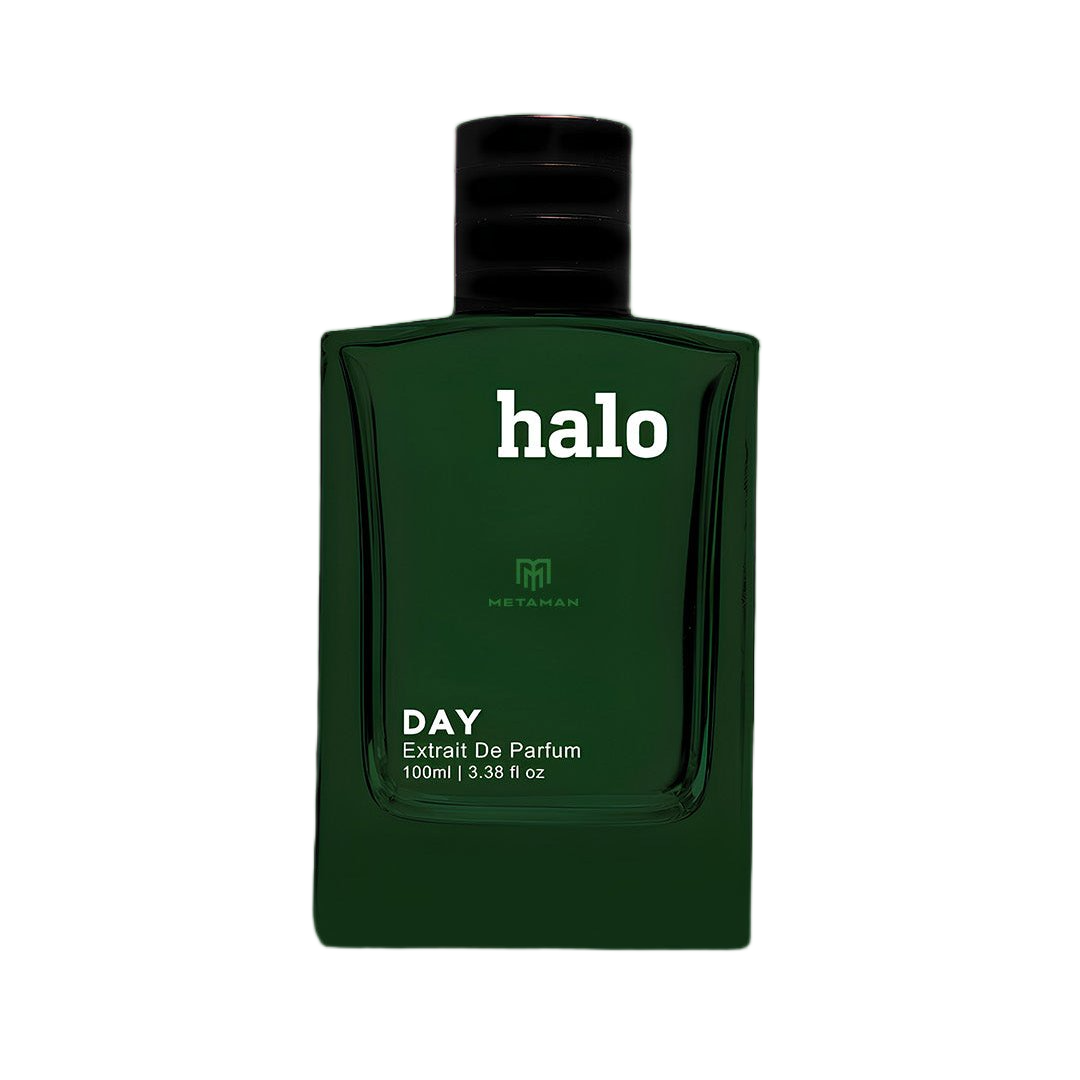 halo
METAMAN
DAY
Extrait De Parfum
100ml | 3.38 fl oz